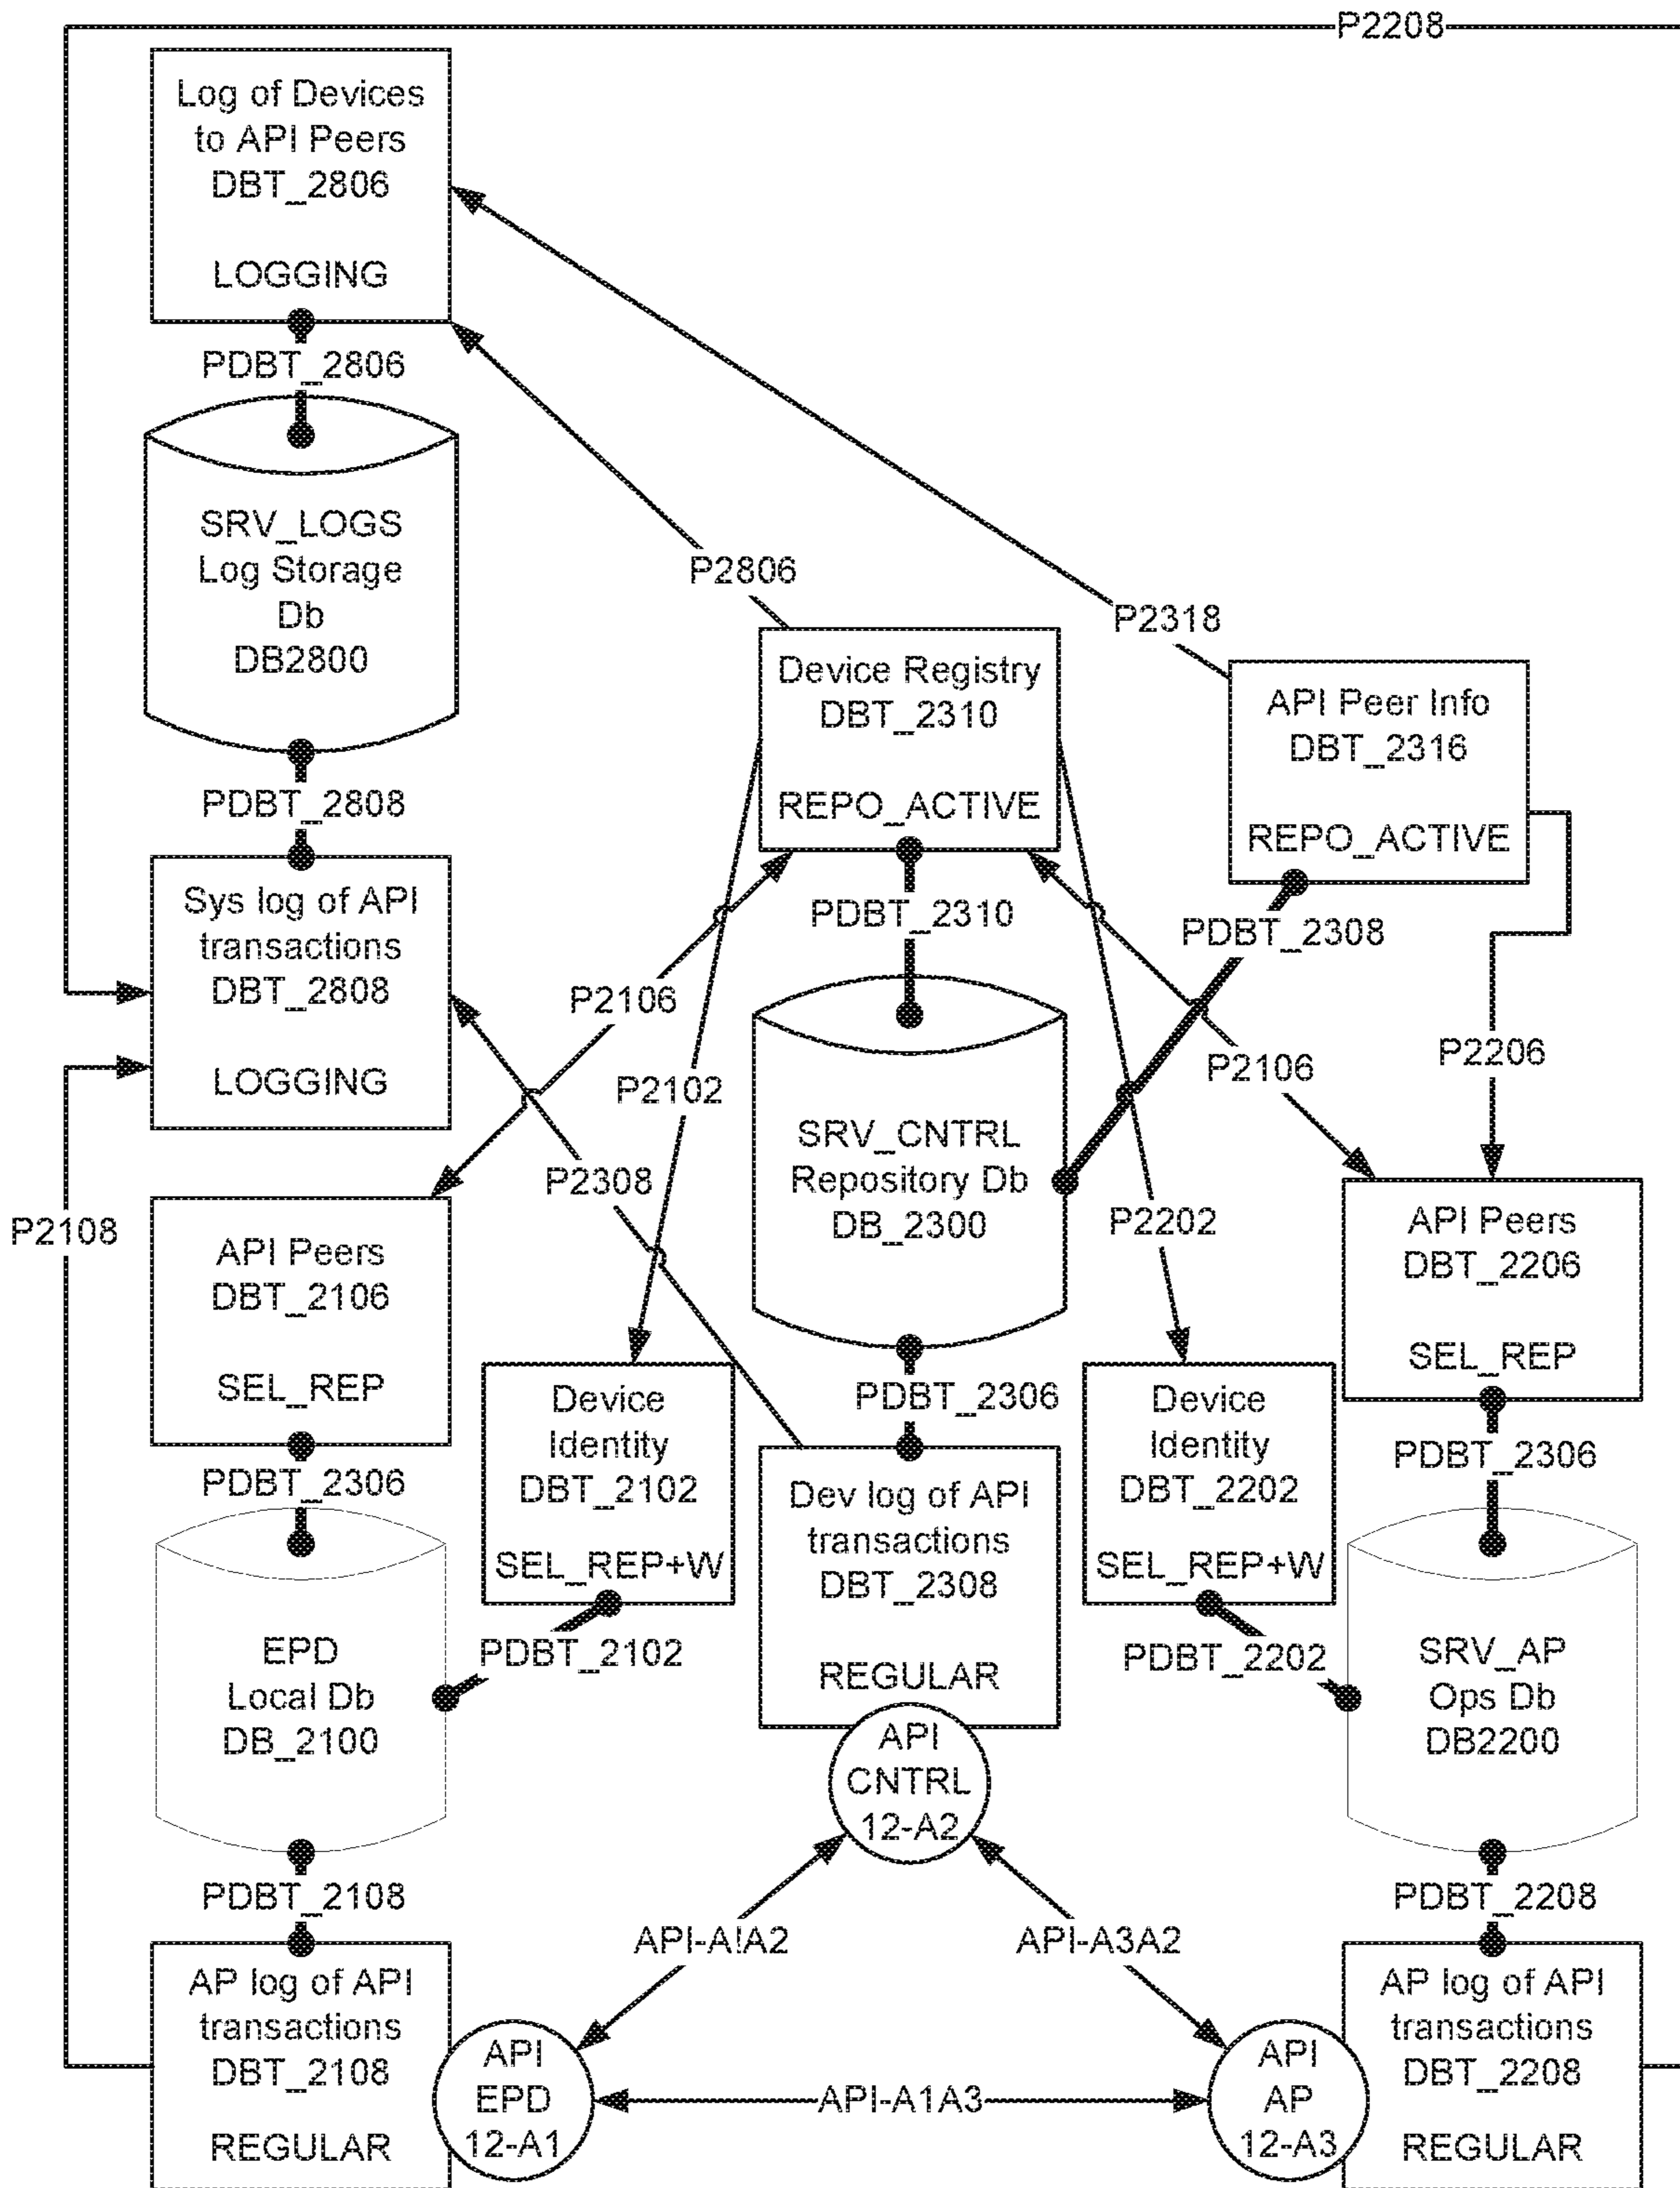 P2208
Log of Devices
to API Peers
DBT_2806
LOGGING
PDBT_2806
SRV_LOGS
Log Storage
Db
DB2800
PDBT_2808
Sys log of API
transactions
DBT_2808
LOGGING
P2806
P2318
Device Registry
DBT_2310
REPO_ACTIVE
API Peer Info
DBT_2316
REPO_ACTIVE
PDBT_2310
PDBT_2308
P2106
P2102
P2106
P2206
P2308
SRV_CNTRL
Repository Db
DB_2300
P2202
P2108
API Peers
DBT_2106
SEL_REP
API Peers
DBT_2206
SEL_REP
Device
Identity
DBT_2102
SEL_REP+W
PDBT_2306
Device
Identity
DBT_2202
SEL_REP+W
PDBT_2306
PDBT_2306
Dev log of API
transactions
DBT_2308
REGULAR
EPD
Local Db
DB_2100
PDBT_2102
PDBT_2202
SRV_AP
Ops Db
DB2200
API
CNTRL
12-A2
PDBT_2108
PDBT_2208
API-A!A2
API-A3A2
AP log of API
transactions
DBT_2108
REGULAR
API
EPD
12-A1
API-A1A3
API
AP
12-A3
AP log of API
transactions
DBT_2208
REGULAR